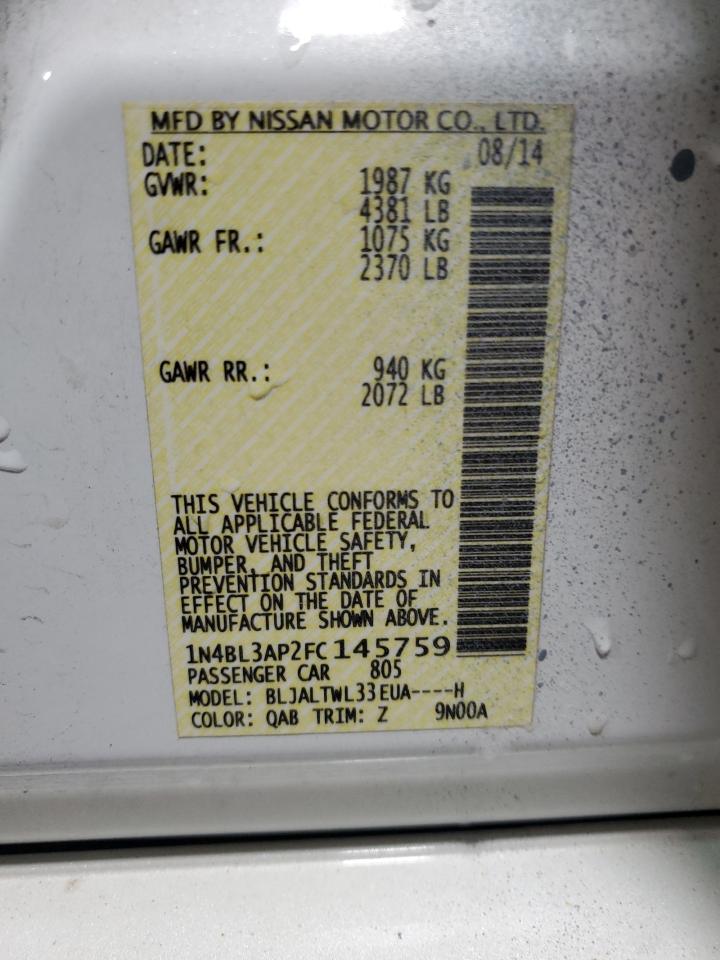 MFD BY NISSAN MOTOR CO., LTD.
DATE: 08/14
GVWR: 1987 KG
4381 LB
GAWR FR.: 1075 KG
2370 LB
GAWR RR.: 940 KG
2072 LB
THIS VEHICLE CONFORMS TO
ALL APPLICABLE FEDERAL
MOTOR VEHICLE SAFETY,
BUMPER, AND THEFT
PREVENTION STANDARDS IN
EFFECT ON THE DATE OF
MANUFACTURE SHOWN ABOVE.
1N4BL3AP2FC145759
PASSENGER CAR 805
MODEL: BLJALTWL33EUA----H
COLOR: QAB TRIM: Z 9N00A